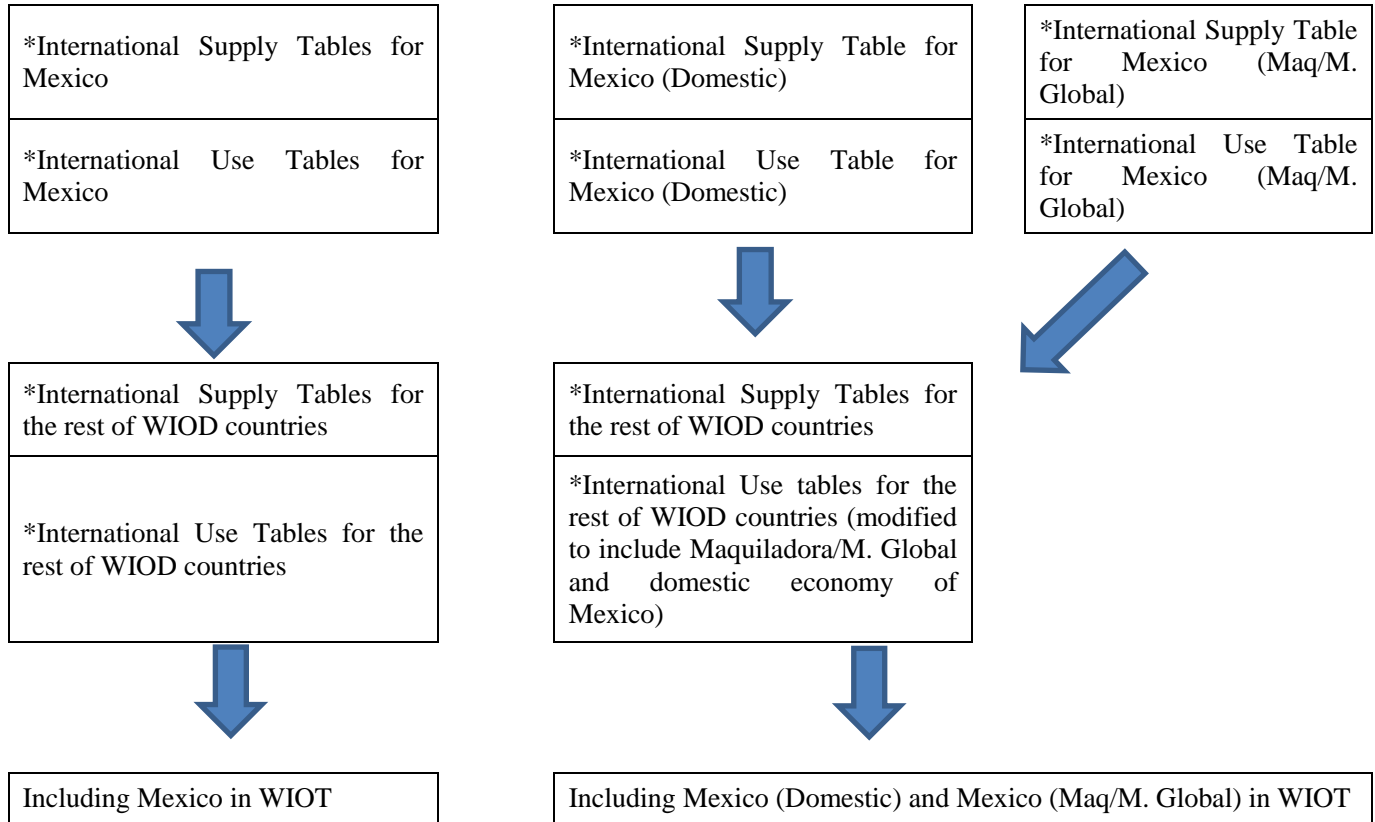 *International Supply Tables for
Mexico
*International Use Tables for
Mexico
*International Supply Table for
Mexico (Domestic)
*International Use Table for
Mexico (Domestic)
*International Supply Table
for Mexico (Maq/M.
Global)
*International Use Table
for Mexico (Maq/M.
Global)
*International Supply Tables for
the rest of WIOD countries
*International Use Tables for the
rest of WIOD countries
*International Supply Tables for
the rest of WIOD countries
*International Use tables for the
rest of WIOD countries (modified
to include Maquiladora/M. Global
and domestic economy of
Mexico)
Including Mexico in WIOT
Including Mexico (Domestic) and Mexico (Maq/M. Global) in WIOT